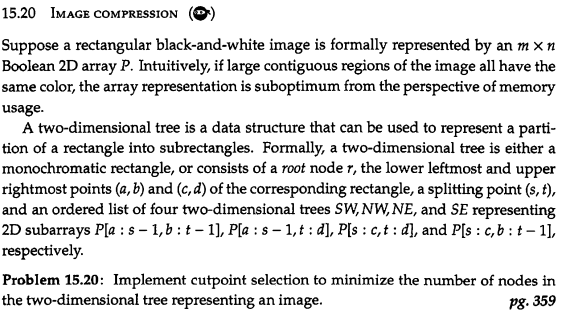 15.20 IMAGE COMPRESSION ( )
Suppose a rectangular black-and-white image is formally represented by an m × n
Boolean 2D array P. Intuitively, if large contiguous regions of the image all have the
same color, the array representation is suboptimum from the perspective of memory
usage.
A two-dimensional tree is a data structure that can be used to represent a parti-
tion of a rectangle into subrectangles. Formally, a two-dimensional tree is either a
monochromatic rectangle, or consists of a root node r, the lower leftmost and upper
rightmost points (a, b) and (c, d) of the corresponding rectangle, a splitting point (s, t),
and an ordered list of four two-dimensional trees SW, NW, NE, and SE representing
2D subarrays P[a : s − 1, b : t − 1], P[a : s − 1, t : d], P[s : c, t : d], and P[s : c, b : t − 1],
respectively.
Problem 15.20: Implement cutpoint selection to minimize the number of nodes in
the two-dimensional tree representing an image. pg. 359